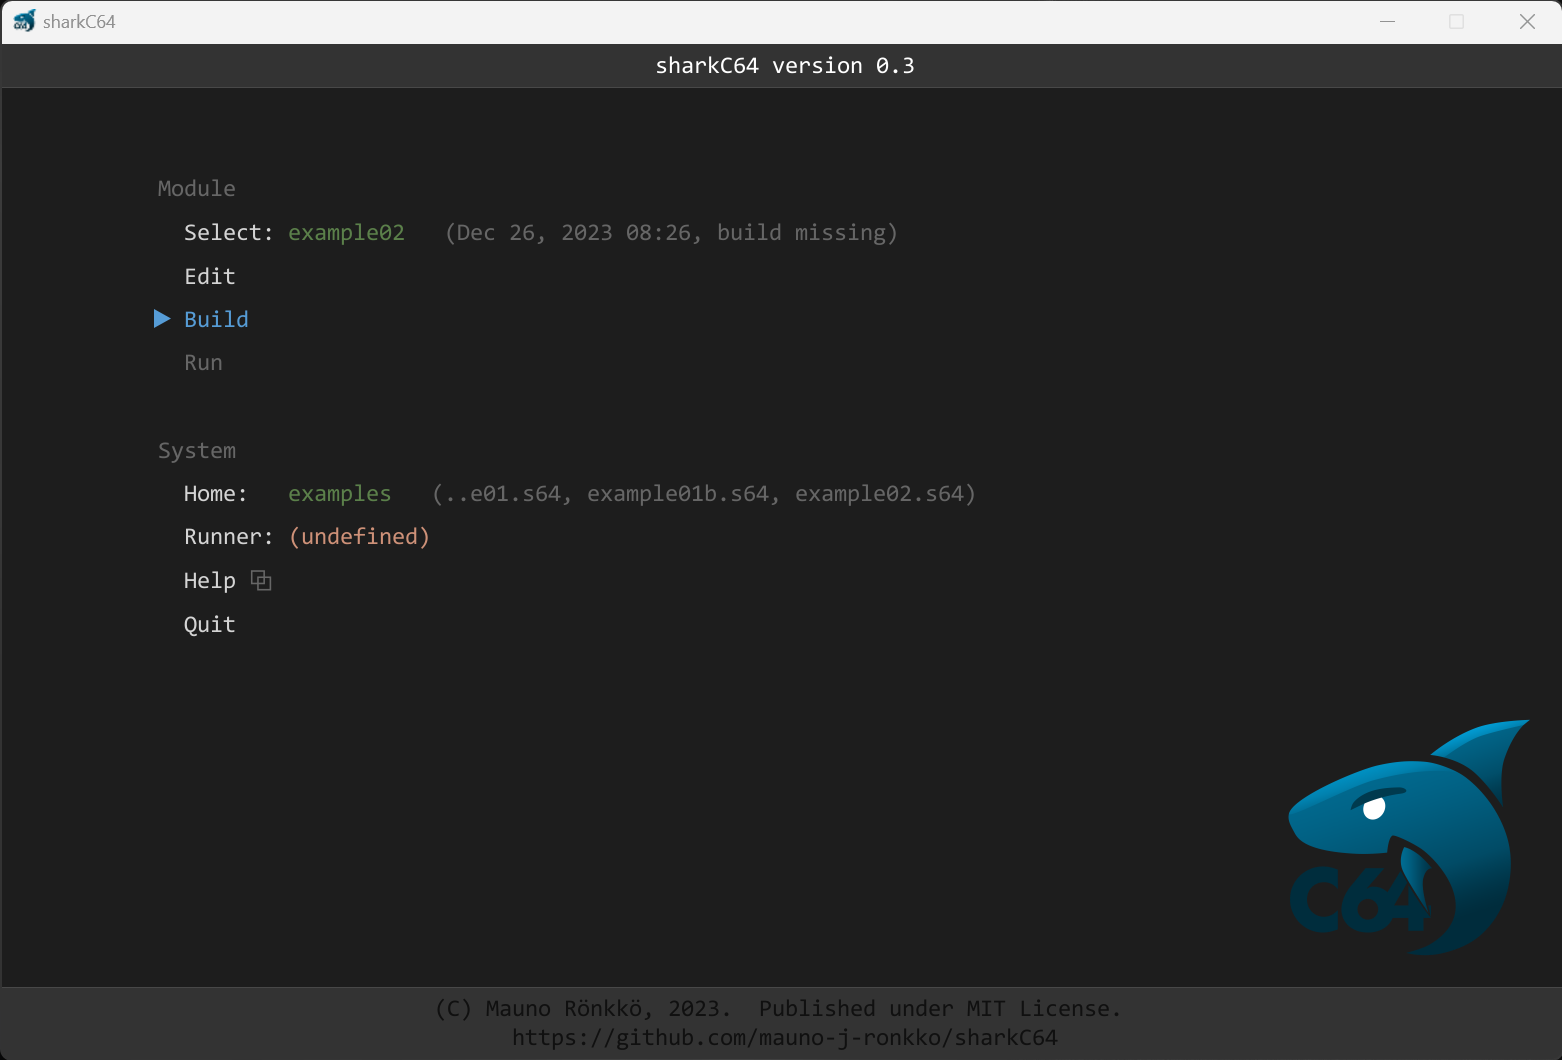 sharkC64
sharkC64 version 0.3
Module
Select: example02 (Dec 26, 2023 08:26, build missing)
Edit
Build
Run
System
Home: examples (..e01.s64, example01b.s64, example02.s64)
Runner: (undefined)
Help
Quit
C64
(C) Mauno Rönkkö, 2023. Published under MIT License.
https://github.com/mauno-j-ronkko/sharkC64